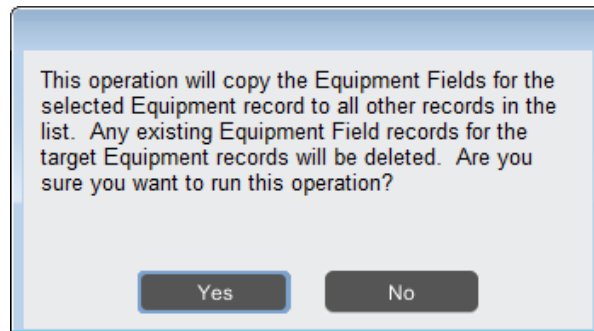 This operation will copy the Equipment Fields for the
selected Equipment record to all other records in the
list.  Any existing Equipment Field records for the
target Equipment records will be deleted.  Are you
sure you want to run this operation?
Yes
No